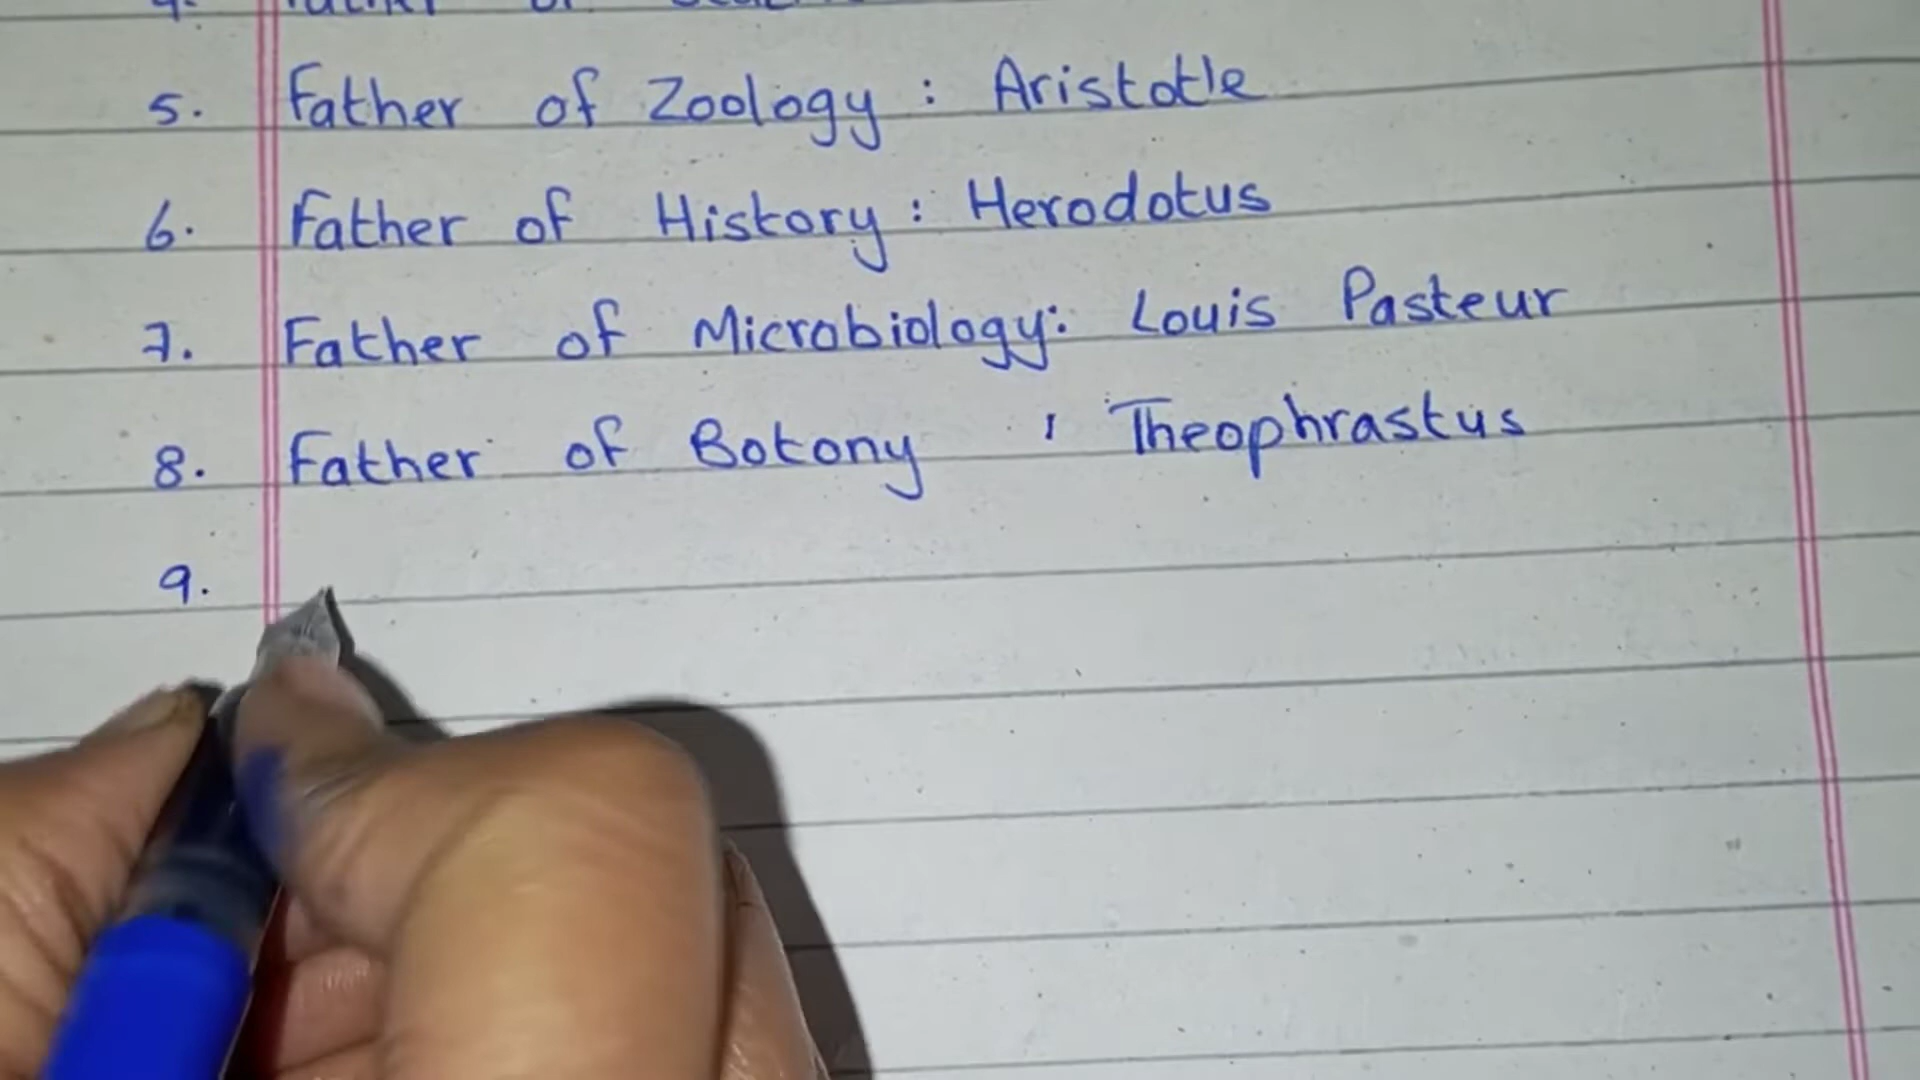 5. Father of Zoology : Aristotle
6. Father of History : Herodotus
7. Father of Microbiology: Louis Pasteur
8. Father of Botony : Theophrastus
9.